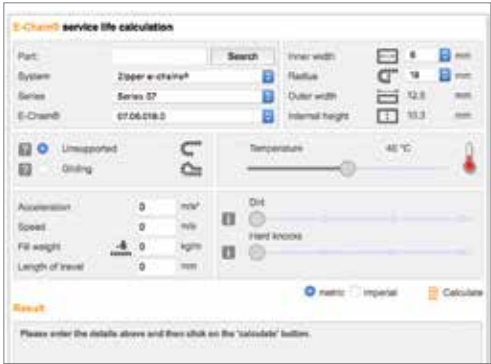 E-Chain® service life calculation
Part: Search
System Zipper e-chains®
Series Series 07
E-Chain® 07.06.018.0
Inner width 6 mm
Radius 18 mm
Outer width 12.5 mm
Internal height 10.3 mm
Unsupported
Gliding
Temperature 40 °C
Acceleration 0 m/s²
Speed 0 m/s
Fill weight 0 kg/m
Length of travel 0 mm
Dirt
Hard knocks
metric imperial Calculate
Result
Please enter the details above and then click on the 'calculate' button.